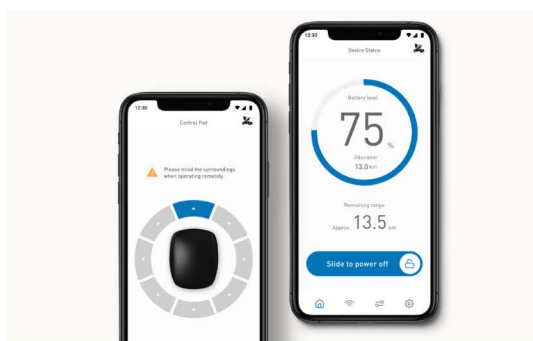 12:30
Control Pad
Please mind the surroundings
when operating remotely.
12:30
Device Status
Battery level
75 %
Odometer
13.0 km
Remaining range
Approx. 13.5 km
Slide to power off